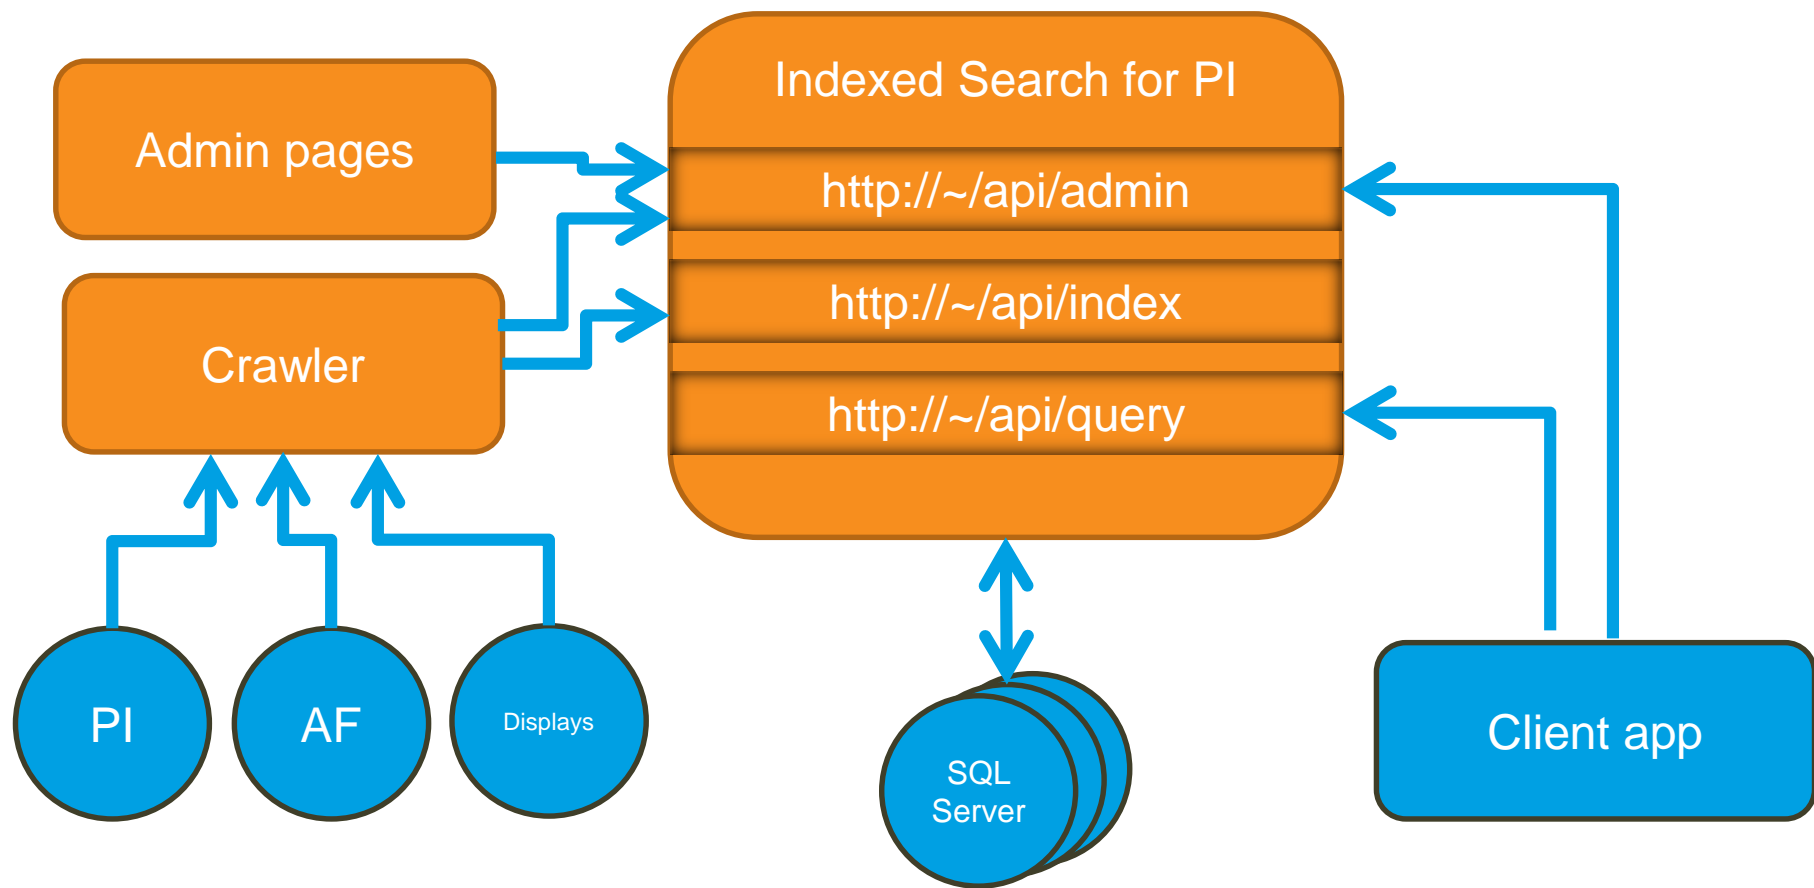 Indexed Search for PI
Admin pages
http://~/api/admin
http://~/api/index
Crawler
http://~/api/query
PI
AF
Displays
SQL
Server
Client app